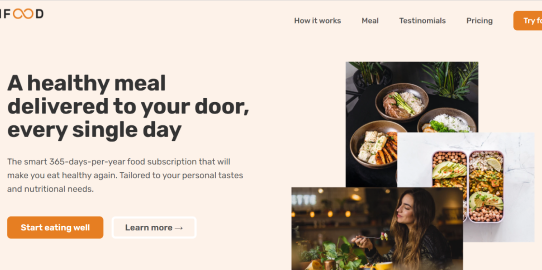 How it works Meal Testimonials Pricing Try fo
A healthy meal
delivered to your door,
every single day
The smart 365-days-per-year food subscription that will
make you eat healthy again. Tailored to your personal tastes
and nutritional needs.
Start eating well Learn more →